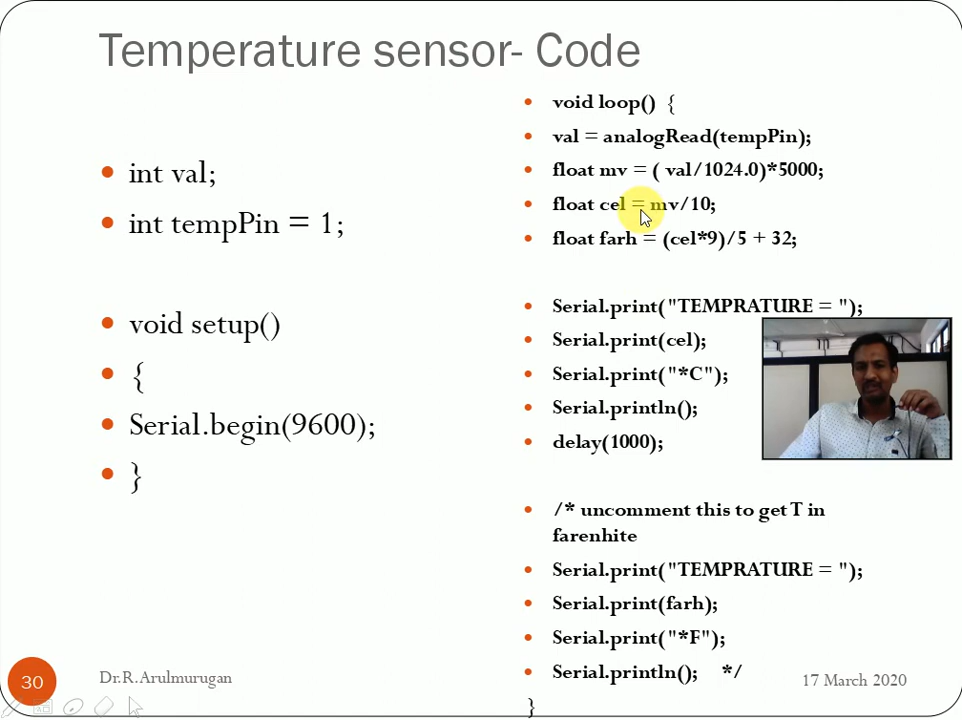 Temperature sensor- Code
int val;
int tempPin = 1;
void setup()
{
Serial.begin(9600);
}
void loop() {
val = analogRead(tempPin);
float mv = ( val/1024.0)*5000;
float cel = mv/10;
float farh = (cel*9)/5 + 32;
Serial.print("TEMPRATURE = ");
Serial.print(cel);
Serial.print("*C");
Serial.println();
delay(1000);
/* uncomment this to get T in
farenhite
Serial.print("TEMPRATURE = ");
Serial.print(farh);
Serial.print("*F");
Serial.println(); */
}
30
Dr.R.Arulmurugan
17 March 2020